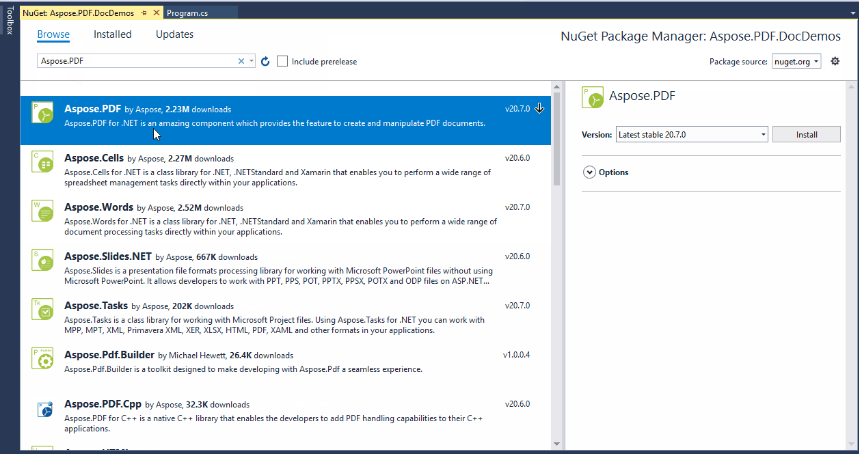 Toolbox
NuGet: Aspose.PDF.DocDemos
Program.cs
Browse Installed Updates
NuGet Package Manager: Aspose.PDF.DocDemos
Aspose.PDF
Include prerelease
Package source: nuget.org
Aspose.PDF by Aspose, 2.23M downloads
v20.7.0
Aspose.PDF for .NET is an amazing component which provides the feature to create and manipulate PDF documents.
Aspose.Cells by Aspose, 2.27M downloads
v20.6.0
Aspose.Cells for .NET is a class library for .NET, .NETStandard and Xamarin that enables you to perform a wide range of
spreadsheet management tasks directly within your applications.
Aspose.Words by Aspose, 2.52M downloads
v20.7.0
Aspose.Words for .NET is a class library for .NET, .NETStandard and Xamarin that enables you to perform a wide range of
document processing tasks directly within your applications.
Aspose.Slides.NET by Aspose, 667K downloads
v20.6.0
Aspose.Slides is a presentation file formats processing library for working with Microsoft PowerPoint files without using
Microsoft PowerPoint. It allows developers to work with PPT, PPS, POT, PPTX, PPSX, POTX and ODP files on ASP.NET...
Aspose.Tasks by Aspose, 202K downloads
v20.7.0
Aspose.Tasks is a class library for working with Microsoft Project files. Using Aspose.Tasks for .NET you can work with
MPP, MPT, XML, Primavera XML, XER, XLSX, HTML, PDF, XAML and other formats in your applications.
Aspose.Pdf.Builder by Michael Hewett, 26.4K downloads
v1.0.0.4
Aspose.Pdf.Builder is a toolkit designed to make developing with Aspose.Pdf a seamless experience.
Aspose.PDF.Cpp by Aspose, 32.3K downloads
v20.6.0
Aspose.PDF for C++ is a native C++ library that enables the developers to add PDF handling capabilities to their C++
applications.
Aspose.PDF
Version: Latest stable 20.7.0
Install
Options